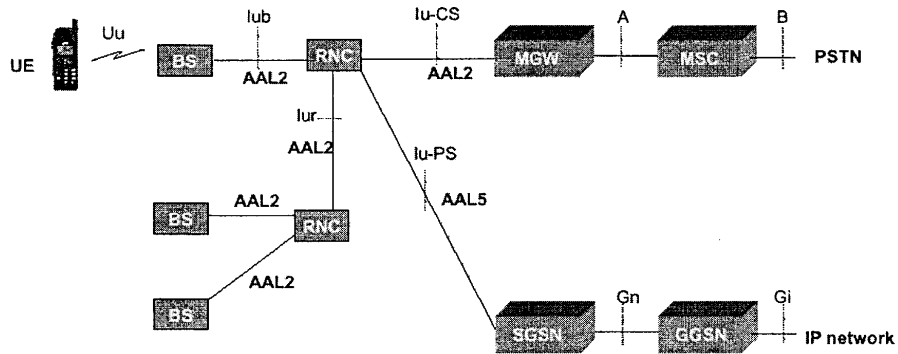 UE
Uu
BS
Iub
AAL2
RNC
Iu-CS
AAL2
MGW
A
MSC
B
PSTN
Iur
AAL2
Iu-PS
AAL5
BS
AAL2
RNC
AAL2
BS
SGSN
Gn
GGSN
Gi
IP network